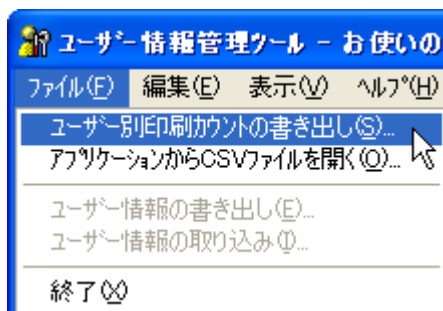 ユーザー情報管理ツール - お使いの
ファイル(F) 編集(E) 表示(V) ヘルプ(H)
ユーザー別印刷カウントの書き出し(S)...
アプリケーションからCSVファイルを開く(O)...
ユーザー情報の書き出し(E)...
ユーザー情報の取り込み(I)...
終了(X)